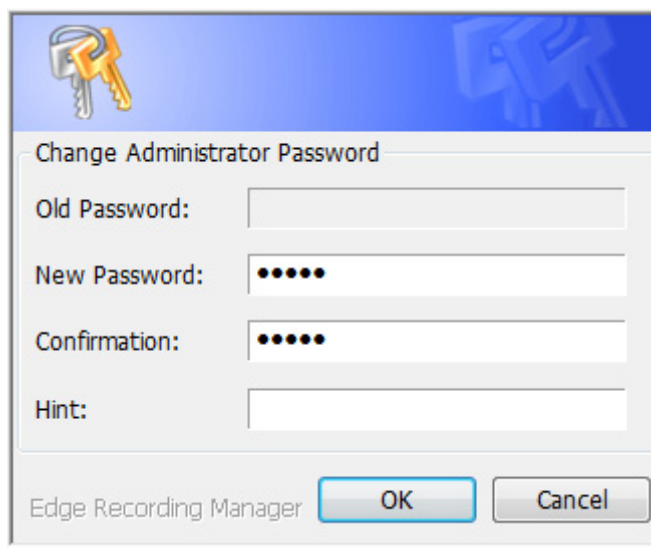 Change Administrator Password
Old Password:
New Password: •••••
Confirmation: •••••
Hint:
Edge Recording Manager OK Cancel